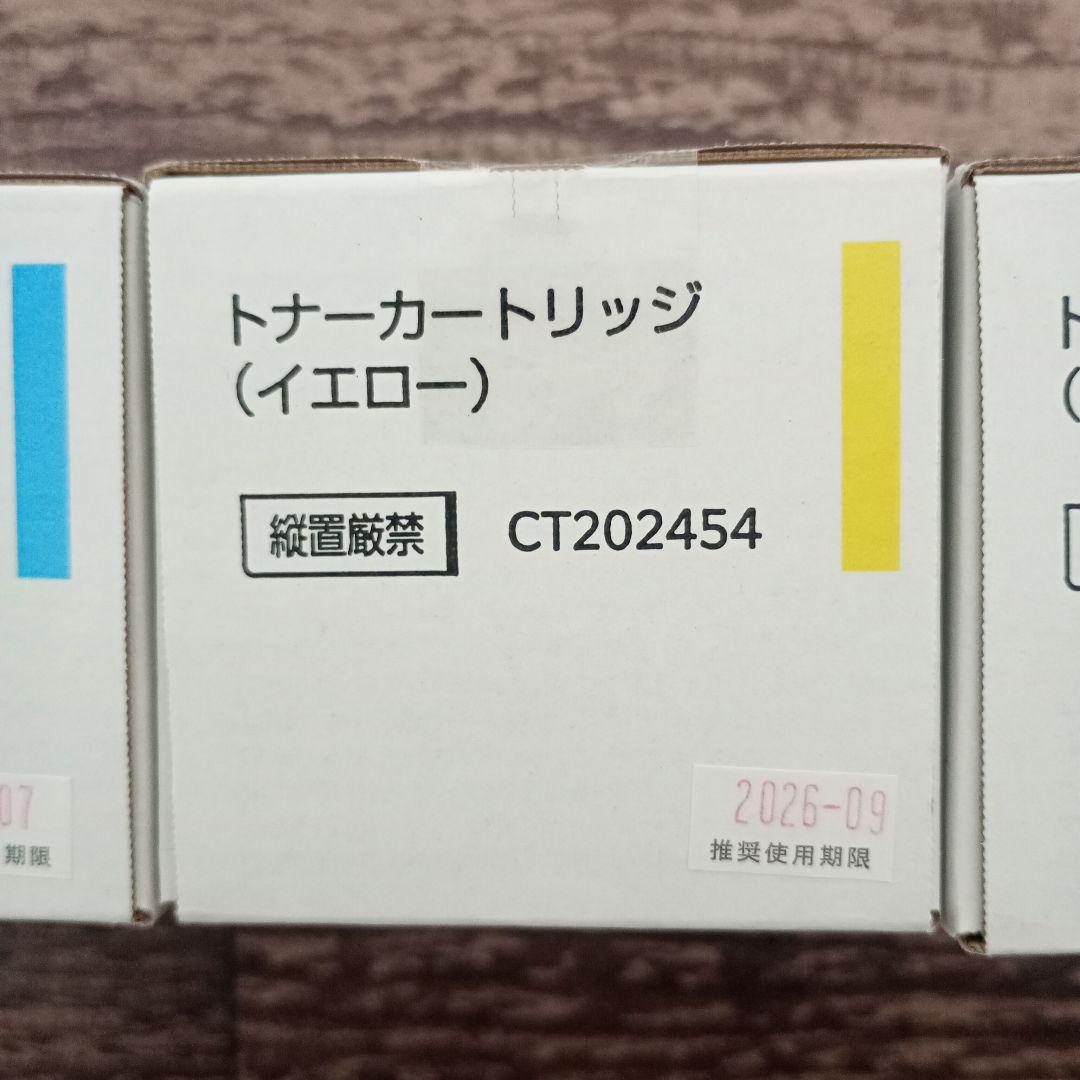 トナーカートリッジ
（イエロー）
縦置厳禁 CT202454
2026-09
推奨使用期限
07
期限
ト
（